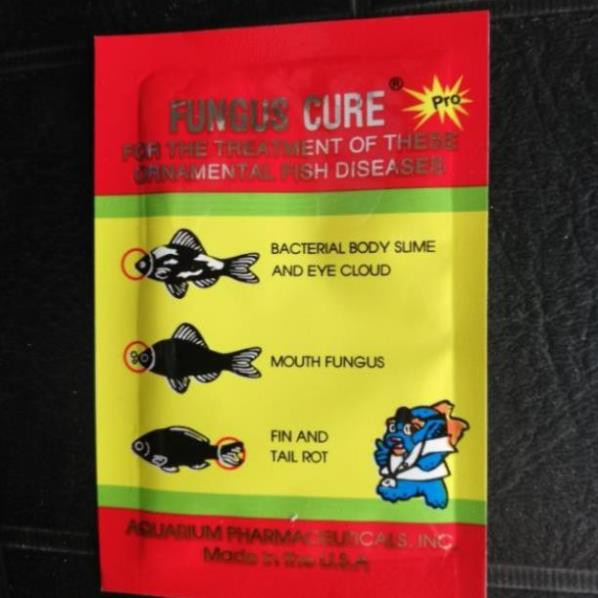 FUNGUS CURE ® Pro
FOR THE TREATMENT OF THESE
ORNAMENTAL FISH DISEASES
BACTERIAL BODY SLIME
AND EYE CLOUD
MOUTH FUNGUS
FIN AND
TAIL ROT
AQUARIUM PHARMACEUTICALS, INC.
Made in the U.S.A